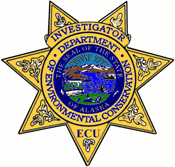 INVESTIGATOR
DEPARTMENT
OF ENVIRONMENTAL CONSERVATION
THE SEAL OF THE STATE
OF ALASKA
ECU